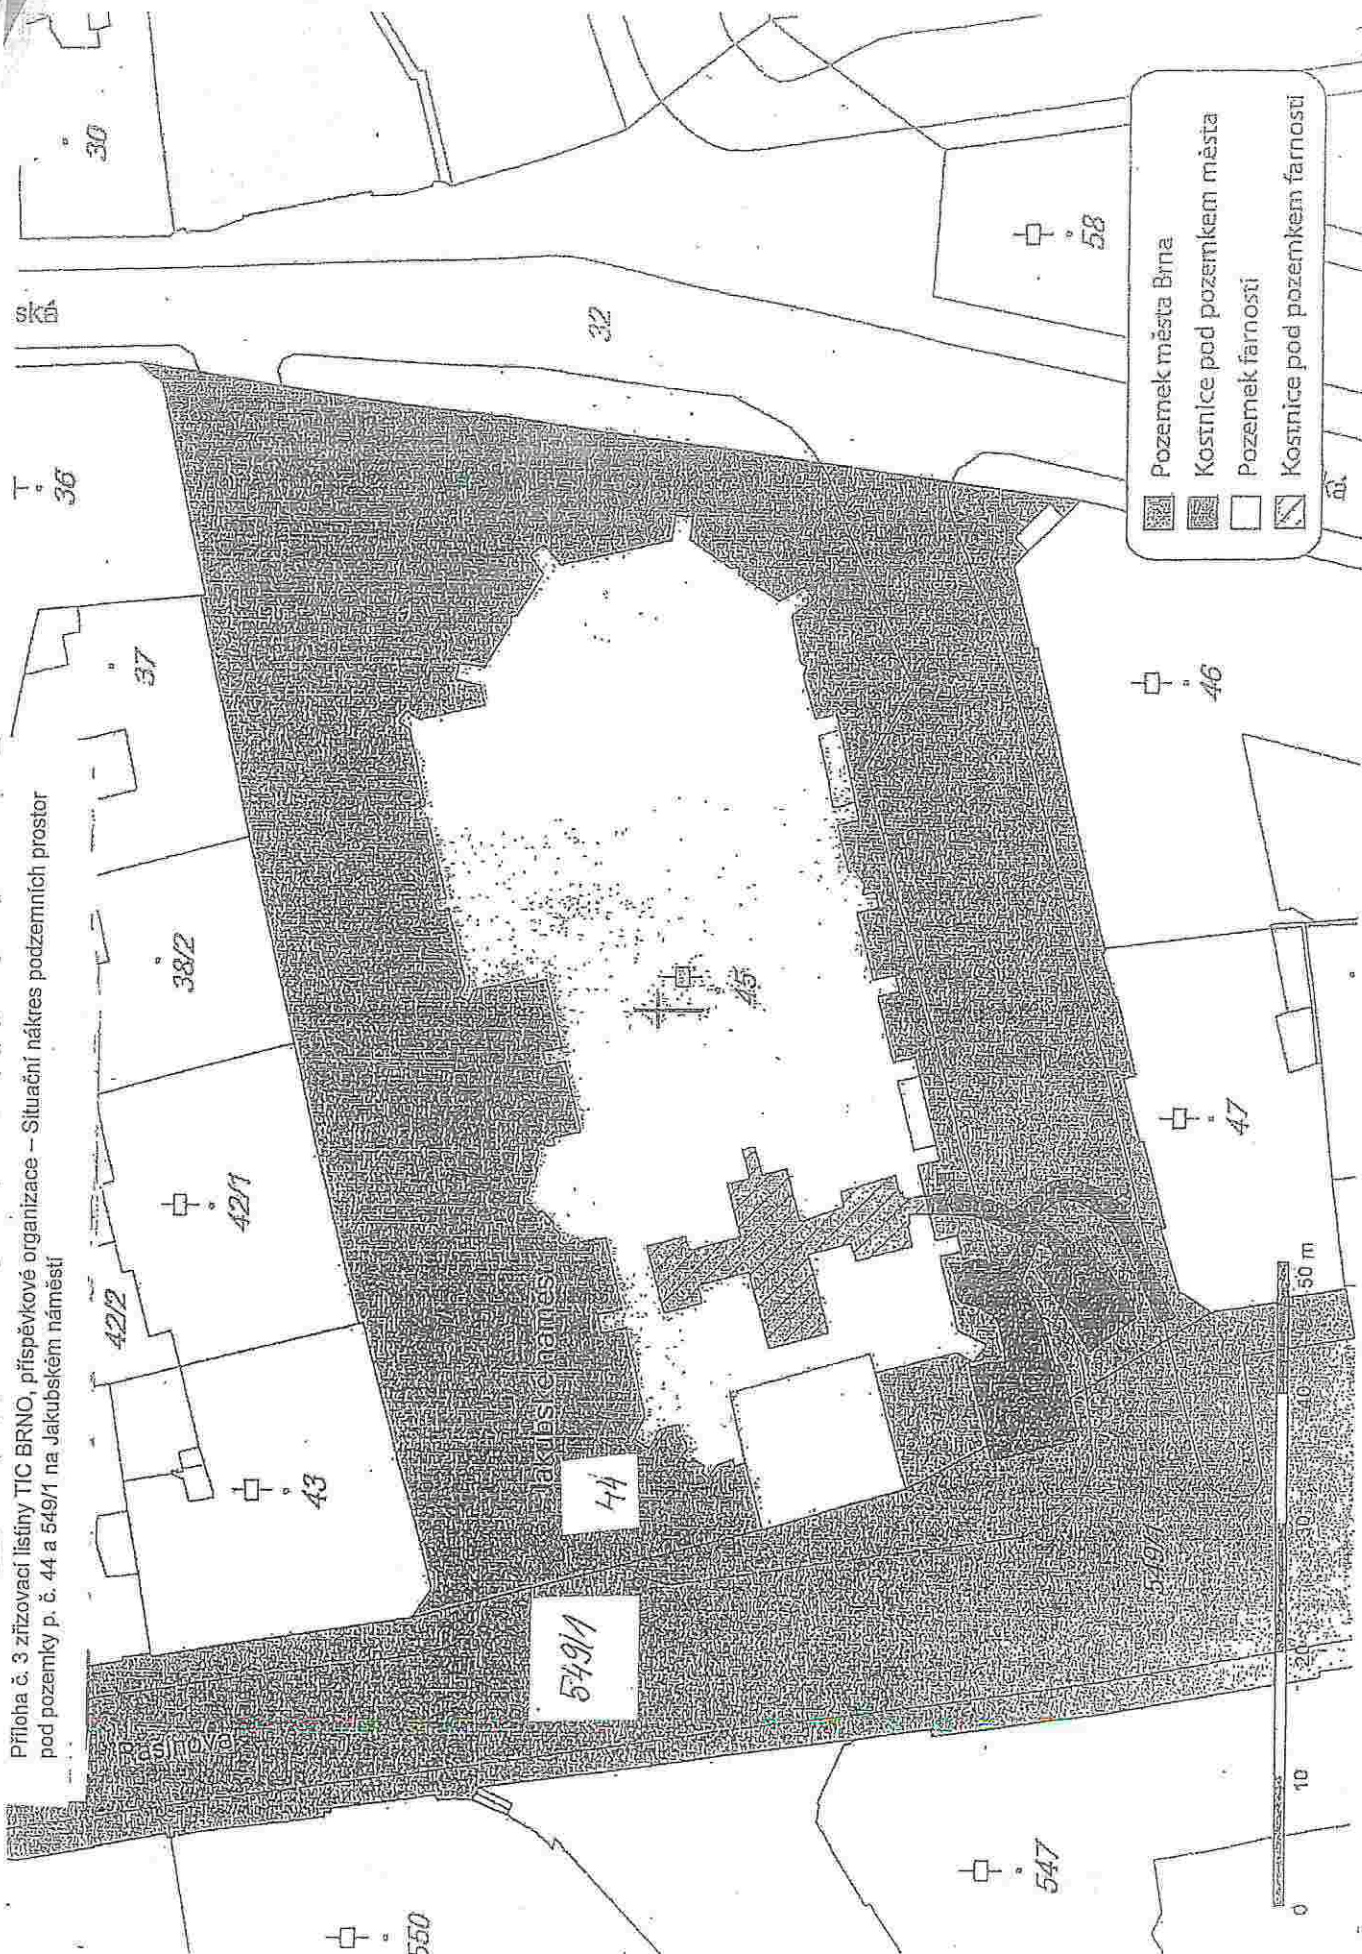 Příloha č. 3 zřizovací listiny TIC BRNO, příspěvkové organizace – Situační nákres podzemních prostor
pod pozemky p. č. 44 a 549/1 na Jakubském náměstí
30
36
37
38/2
42/1
42/2
43
32
58
46
45
47
Jakubské náměs
44
549/1
549/1
Rašínova
550
547
Pozemek města Brna
Kostnice pod pozemkem města
Pozemek farnosti
Kostnice pod pozemkem farnosti
0
10
20
30
40
50 m